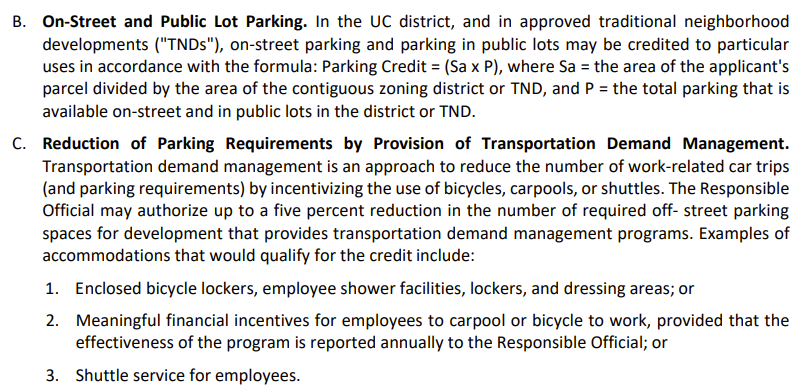 B. On-Street and Public Lot Parking. In the UC district, and in approved traditional neighborhood
developments ("TNDs"), on-street parking and parking in public lots may be credited to particular
uses in accordance with the formula: Parking Credit = (Sa x P), where Sa = the area of the applicant's
parcel divided by the area of the contiguous zoning district or TND, and P = the total parking that is
available on-street and in public lots in the district or TND.
C. Reduction of Parking Requirements by Provision of Transportation Demand Management.
Transportation demand management is an approach to reduce the number of work-related car trips
(and parking requirements) by incentivizing the use of bicycles, carpools, or shuttles. The Responsible
Official may authorize up to a five percent reduction in the number of required off- street parking
spaces for development that provides transportation demand management programs. Examples of
accommodations that would qualify for the credit include:
1. Enclosed bicycle lockers, employee shower facilities, lockers, and dressing areas; or
2. Meaningful financial incentives for employees to carpool or bicycle to work, provided that the
effectiveness of the program is reported annually to the Responsible Official; or
3. Shuttle service for employees.